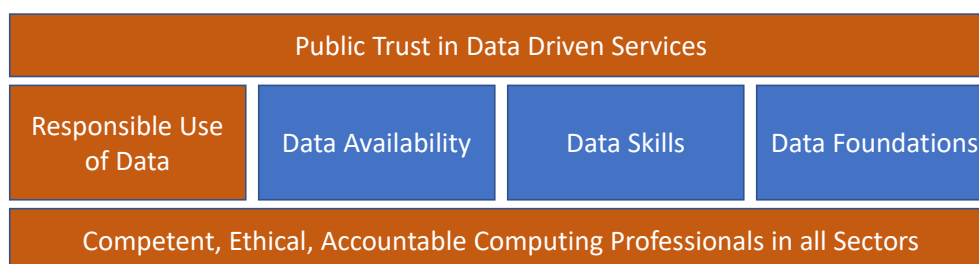 Public Trust in Data Driven Services
Responsible Use
of Data
Data Availability
Data Skills
Data Foundations
Competent, Ethical, Accountable Computing Professionals in all Sectors